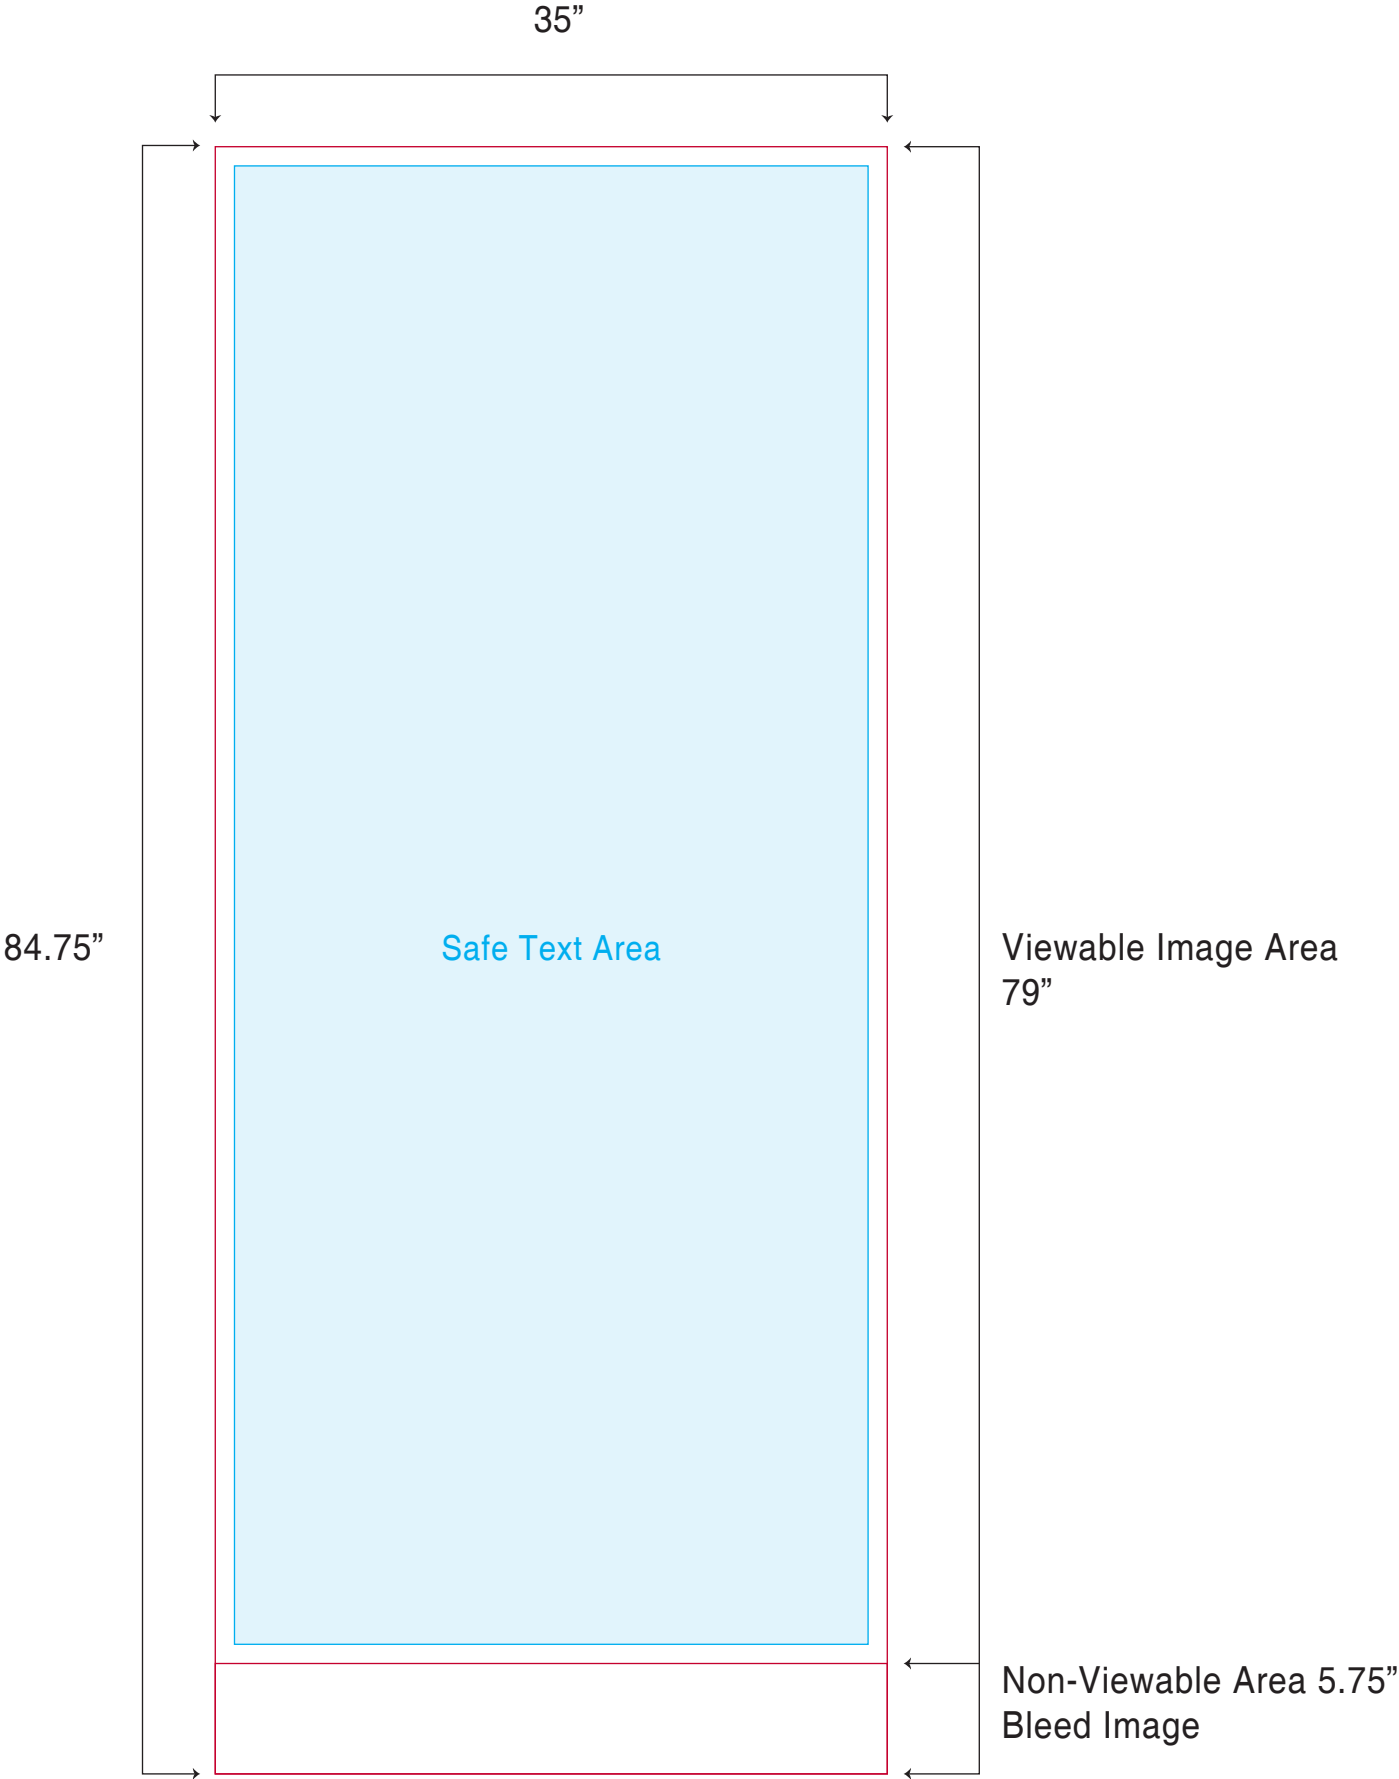 35”
84.75”
Safe Text Area
Viewable Image Area
79”
Non-Viewable Area 5.75”
Bleed Image